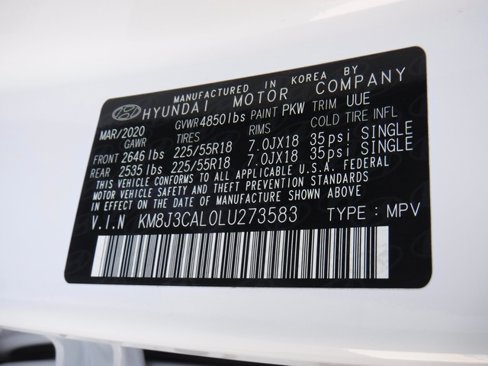 MANUFACTURED IN KOREA BY
HYUNDAI MOTOR COMPANY
MAR/2020 GVWR 4850lbs PAINT PKW TRIM UUE
GAWR TIRES RIMS COLD TIRE INFL
FRONT 2646 lbs 225/55R18 7.0JX18 35psi SINGLE
REAR 2535 lbs 225/55R18 7.0JX18 35psi SINGLE
THIS VEHICLE CONFORMS TO ALL APPLICABLE U.S.A. FEDERAL
MOTOR VEHICLE SAFETY AND THEFT PREVENTION STANDARDS
IN EFFECT ON THE DATE OF MANUFACTURE SHOWN ABOVE.
V.I.N KM8J3CAL0LU273583 TYPE : MPV